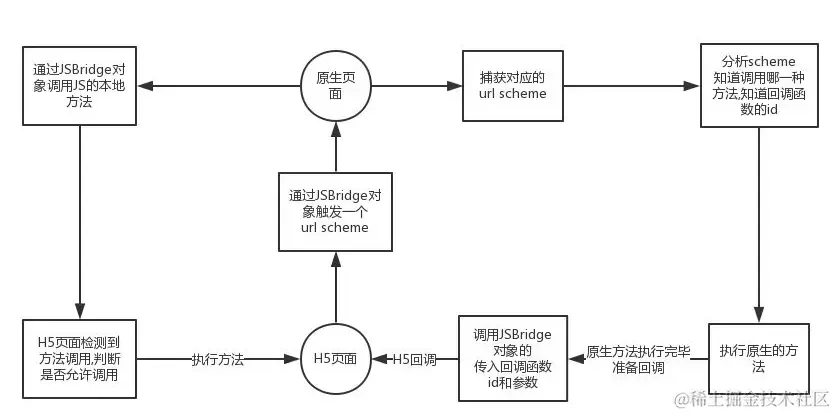 通过JSBridge对
象调用JS的本地
方法
原生页
面
捕获对应的
url scheme
分析scheme
知道调用哪一种
方法,知道回调函
数的id
通过JSBridge对
象触发一个
url scheme
H5页面检测到
方法调用,判断
是否允许调用
执行方法
H5页面
H5回调
调用JSBridge
对象的
传入回调函数
id和参数
原生方法执行完毕
准备回调
执行原生的方
法
@稀土掘金技术社区